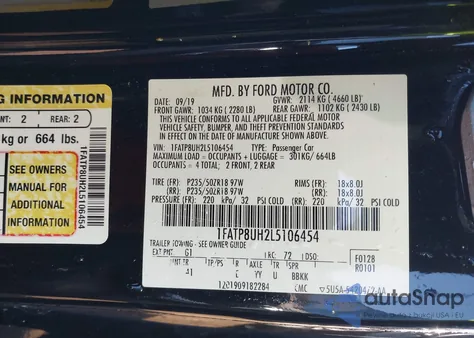 G INFORMATION
NT: 2 REAR: 2
kg or 664 lbs.
SEE OWNERS
MANUAL FOR
ADDITIONAL
INFORMATION
1FATP8UH2L5106454
MFD. BY FORD MOTOR CO.
09/19 GVWR: 2114 KG (4660 LB)
FRONT GAWR: 1034 KG (2280 LB) REAR GAWR: 1102 KG (2430 LB)
THIS VEHICLE CONFORMS TO ALL APPLICABLE FEDERAL MOTOR
VEHICLE SAFETY, BUMPER, AND THEFT PREVENTION STANDARDS
IN EFFECT ON THE DATE OF MANUFACTURE SHOWN ABOVE.
VIN: 1FATP8UH2L5106454 TYPE: Passenger Car
MAXIMUM LOAD = OCCUPANTS + LUGGAGE = 301KG/664LB
OCCUPANTS = 4 TOTAL: 2 FRONT, 2 REAR
TIRE (FR): P235/50ZR18 97W RIMS (FR): 18x8.0J
(RR): P235/50ZR18 97W (RR): 18x8.0J
PRESSURE (FR): 220 kPa/ 32 PSI COLD (RR): 220 kPa/ 32 PSI COLD
1FATP8UH2L5106454
TRAILER TOWING - SEE OWNER GUIDE
EXT PNT: G1 RC: 72 DSO: F0128
INT TR TP/PS R AXLE TR SPR R0101
YY LL BBKK
1201909182284 CMC
autoSnap